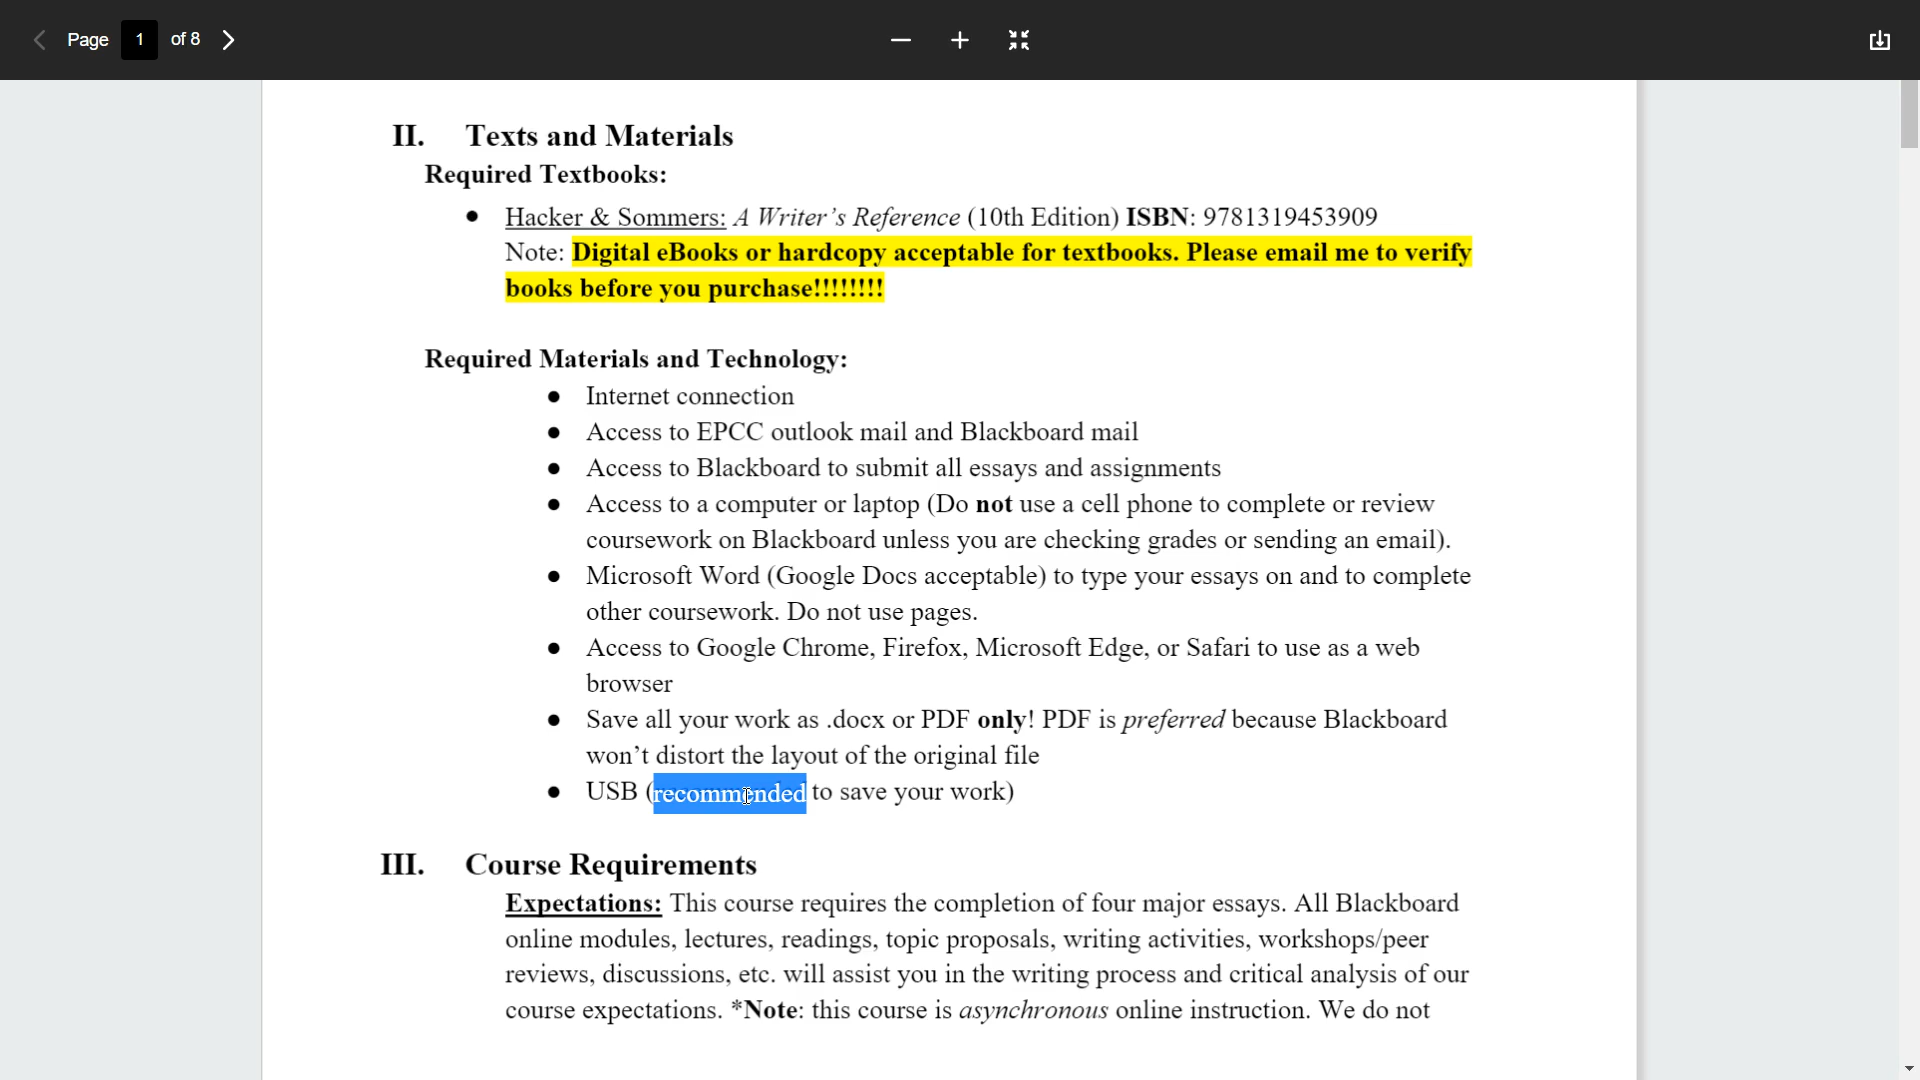 Page 1 of 8
II. Texts and Materials
Required Textbooks:
● Hacker & Sommers: A Writer’s Reference (10th Edition) ISBN: 9781319453909
Note: Digital eBooks or hardcopy acceptable for textbooks. Please email me to verify
books before you purchase!!!!!!!!
Required Materials and Technology:
● Internet connection
● Access to EPCC outlook mail and Blackboard mail
● Access to Blackboard to submit all essays and assignments
● Access to a computer or laptop (Do not use a cell phone to complete or review
coursework on Blackboard unless you are checking grades or sending an email).
● Microsoft Word (Google Docs acceptable) to type your essays on and to complete
other coursework. Do not use pages.
● Access to Google Chrome, Firefox, Microsoft Edge, or Safari to use as a web
browser
● Save all your work as .docx or PDF only! PDF is preferred because Blackboard
won’t distort the layout of the original file
● USB (recommended to save your work)
III. Course Requirements
Expectations: This course requires the completion of four major essays. All Blackboard
online modules, lectures, readings, topic proposals, writing activities, workshops/peer
reviews, discussions, etc. will assist you in the writing process and critical analysis of our
course expectations. *Note: this course is asynchronous online instruction. We do not